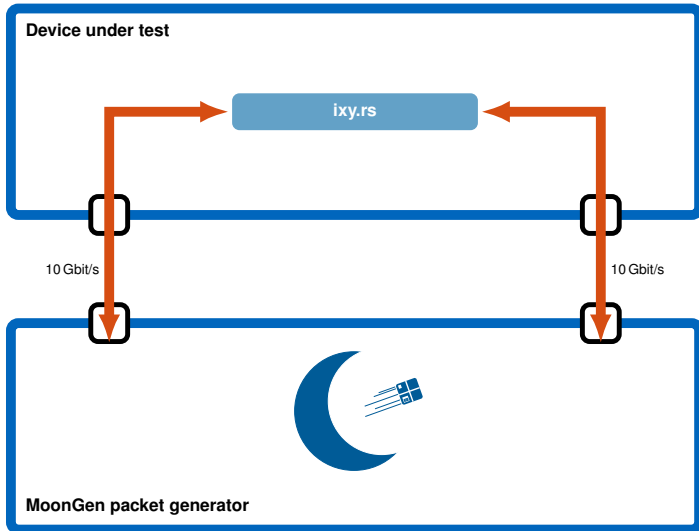 Device under test
ixy.rs
10 Gbit/s
10 Gbit/s
MoonGen packet generator